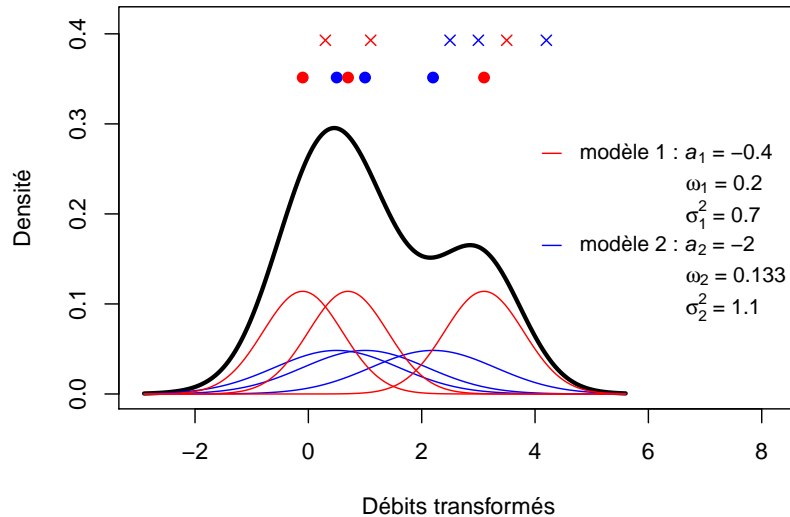 0.4
0.3
0.2
0.1
0.0
Densité
−2
0
2
4
6
8
Débits transformés
modèle 1 : a₁ = −0.4
ω₁ = 0.2
σ₁² = 0.7
modèle 2 : a₂ = −2
ω₂ = 0.133
σ₂² = 1.1